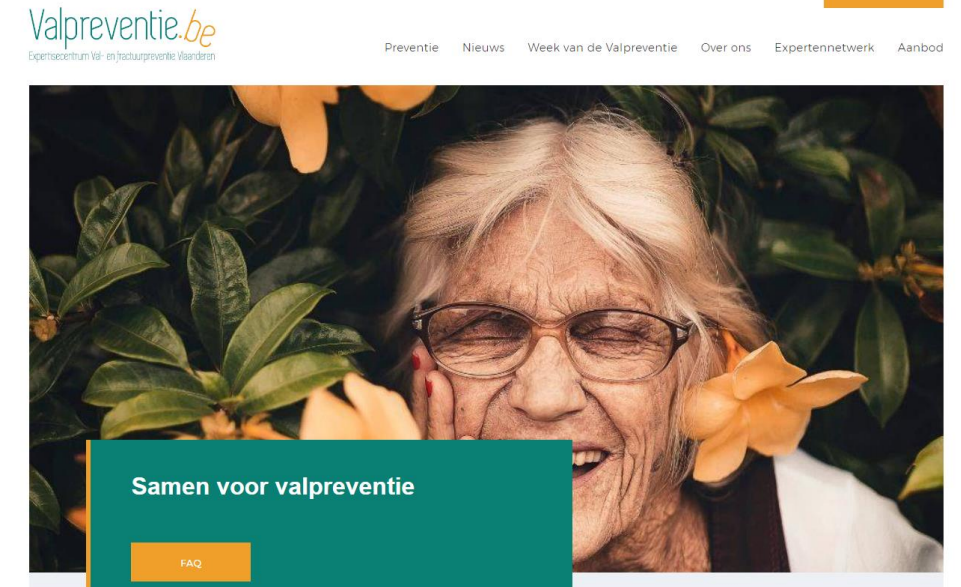 Valpreventie.be
Expertisecentrum Val- en fractuurpreventie Vlaanderen
Preventie Nieuws Week van de Valpreventie Over ons Expertennetwerk Aanbod
Samen voor valpreventie
FAQ